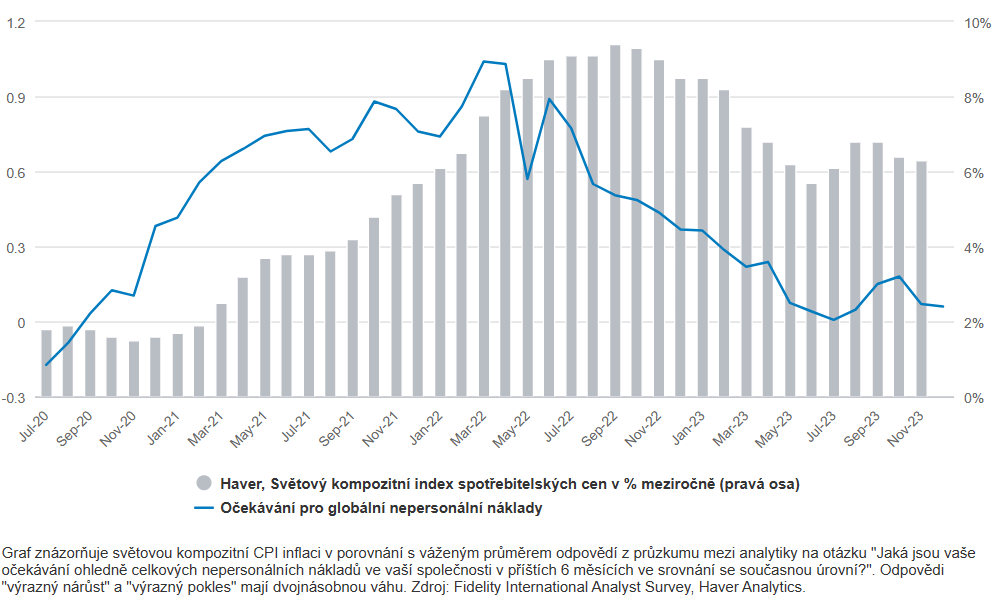 1.2
10%
0.9
8%
0.6
6%
0.3
4%
0
2%
-0.3
0%
Jul-20
Sep-20
Nov-20
Jan-21
Mar-21
May-21
Jul-21
Sep-21
Nov-21
Jan-22
Mar-22
May-22
Jul-22
Sep-22
Nov-22
Jan-23
Mar-23
May-23
Jul-23
Sep-23
Nov-23
Haver, Světový kompozitní index spotřebitelských cen v % meziročně (pravá osa)
Očekávání pro globální nepersonální náklady
Graf znázorňuje světovou kompozitní CPI inflaci v porovnání s váženým průměrem odpovědí z průzkumu mezi analytiky na otázku "Jaká jsou vaše
očekávání ohledně celkových nepersonálních nákladů ve vaší společnosti v příštích 6 měsících ve srovnání se současnou úrovní?". Odpovědi
"výrazný nárůst" a "výrazný pokles" mají dvojnásobnou váhu. Zdroj: Fidelity International Analyst Survey, Haver Analytics.